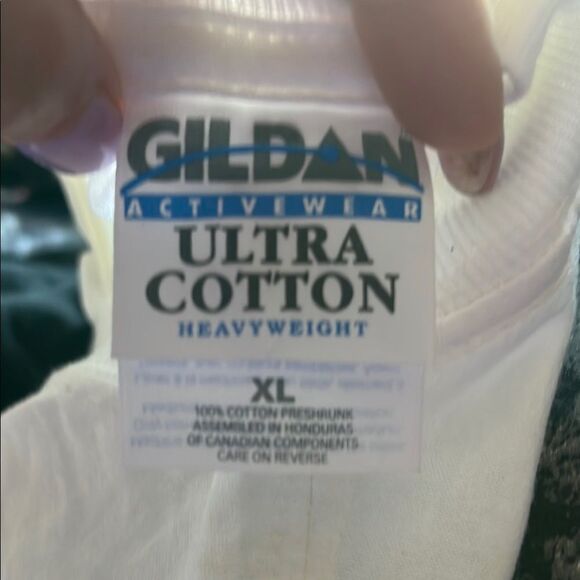 GILDAN
ACTIVEWEAR
ULTRA
COTTON
HEAVYWEIGHT
XL
100% COTTON PRESHRUNK
ASSEMBLED IN HONDURAS
OF CANADIAN COMPONENTS
CARE ON REVERSE